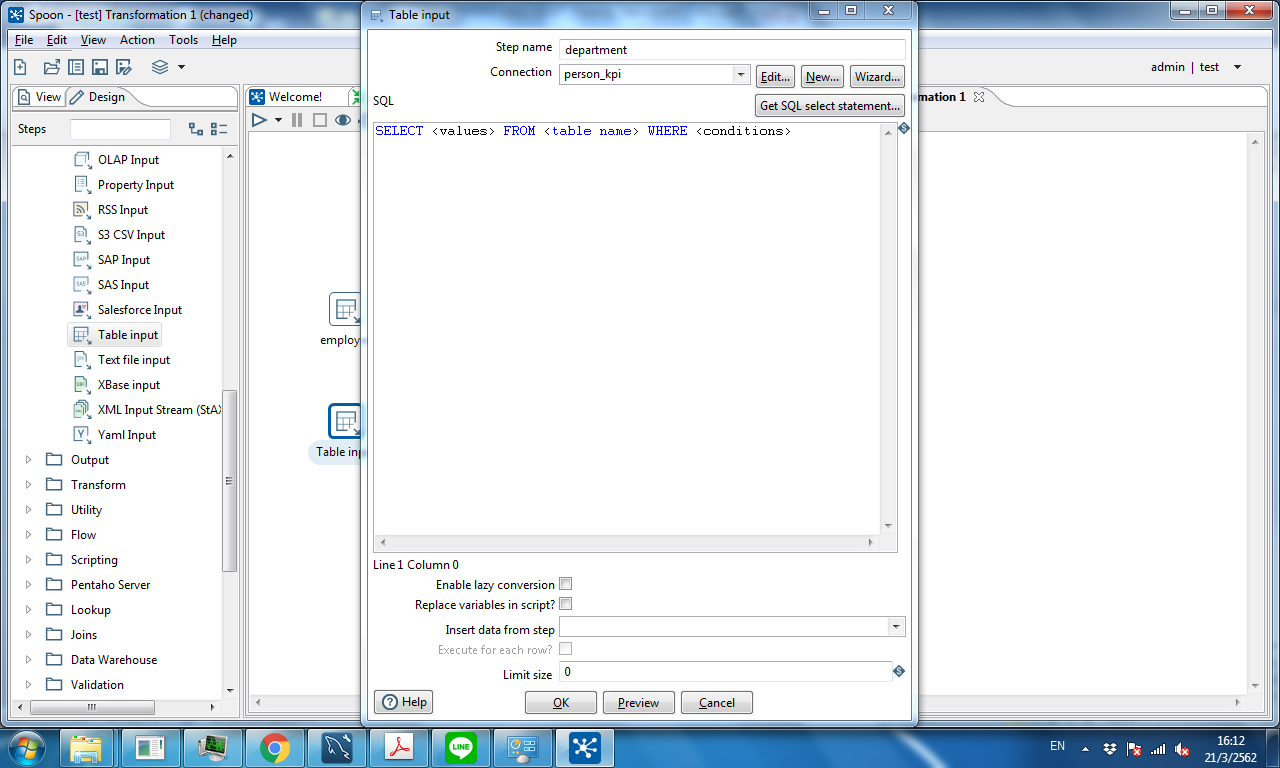 Spoon - [test] Transformation 1 (changed)
Table input
File Edit View Action Tools Help
Step name department
Connection person_kpi
Edit... New... Wizard...
admin | test
View Design
Welcome!
mation 1
SQL
Get SQL select statement...
Steps
SELECT <values> FROM <table name> WHERE <conditions>
OLAP Input
Property Input
RSS Input
S3 CSV Input
SAP Input
SAS Input
Salesforce Input
Table input
Text file input
XBase input
XML Input Stream (StAX
Yaml Input
Output
Transform
Utility
Flow
Scripting
Pentaho Server
Lookup
Joins
Data Warehouse
Validation
employ
Table inp
Line 1 Column 0
Enable lazy conversion
Replace variables in script?
Insert data from step
Execute for each row?
Limit size 0
Help OK Preview Cancel
LINE
EN
16:12
21/3/2562